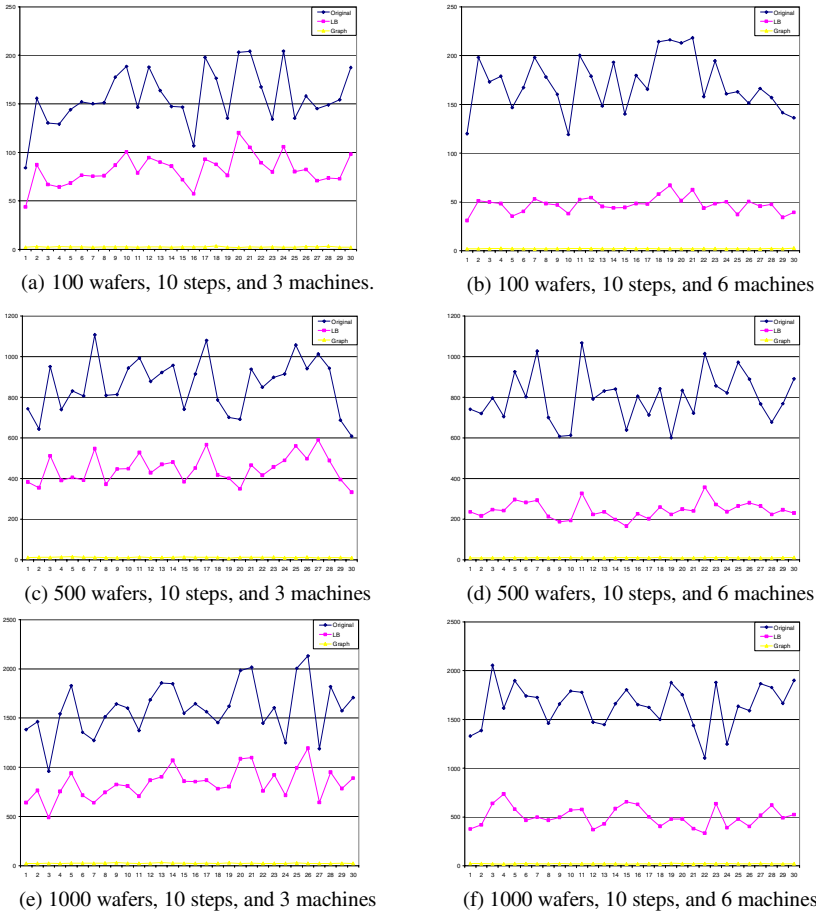 250
200
150
100
50
0
1 2 3 4 5 6 7 8 9 10 11 12 13 14 15 16 17 18 19 20 21 22 23 24 25 26 27 28 29 30
Original
LB
Graph
(a) 100 wafers, 10 steps, and 3 machines.
250
200
150
100
50
0
1 2 3 4 5 6 7 8 9 10 11 12 13 14 15 16 17 18 19 20 21 22 23 24 25 26 27 28 29 30
Original
LB
Graph
(b) 100 wafers, 10 steps, and 6 machines
1200
1000
800
600
400
200
0
1 2 3 4 5 6 7 8 9 10 11 12 13 14 15 16 17 18 19 20 21 22 23 24 25 26 27 28 29 30
Original
LB
Graph
(c) 500 wafers, 10 steps, and 3 machines
1200
1000
800
600
400
200
0
1 2 3 4 5 6 7 8 9 10 11 12 13 14 15 16 17 18 19 20 21 22 23 24 25 26 27 28 29 30
Original
LB
Graph
(d) 500 wafers, 10 steps, and 6 machines
2500
2000
1500
1000
500
0
1 2 3 4 5 6 7 8 9 10 11 12 13 14 15 16 17 18 19 20 21 22 23 24 25 26 27 28 29 30
Original
LB
Graph
(e) 1000 wafers, 10 steps, and 3 machines
2500
2000
1500
1000
500
0
1 2 3 4 5 6 7 8 9 10 11 12 13 14 15 16 17 18 19 20 21 22 23 24 25 26 27 28 29 30
Original
LB
Graph
(f) 1000 wafers, 10 steps, and 6 machines